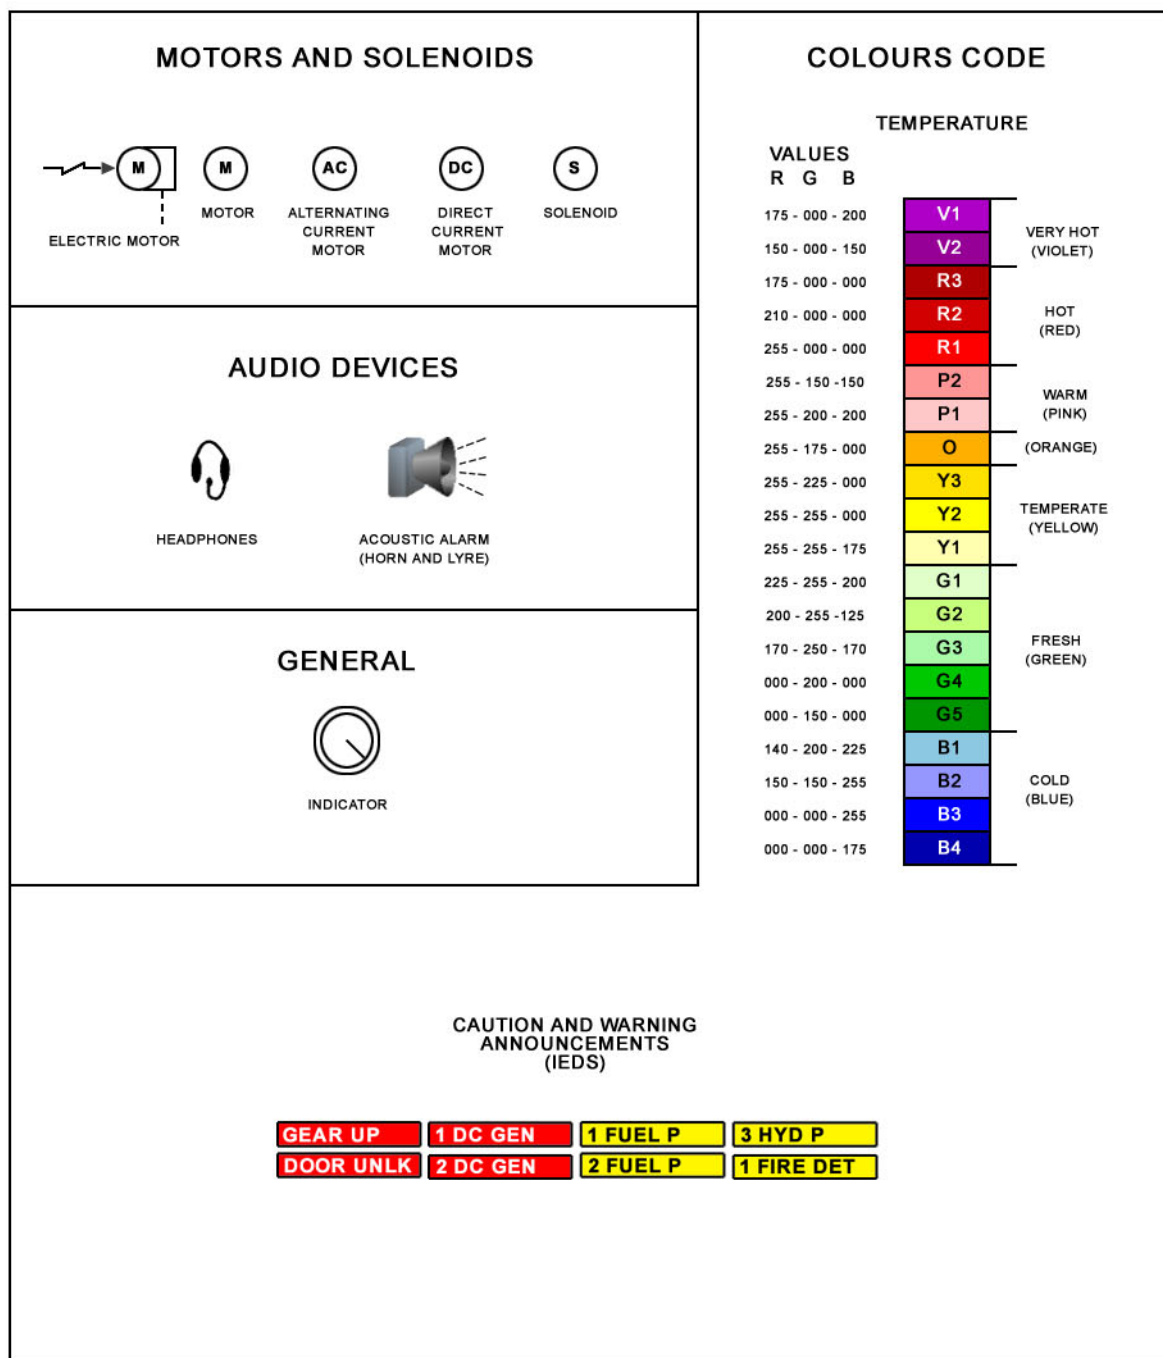 MOTORS AND SOLENOIDS
M
M
AC
DC
S
ELECTRIC MOTOR
MOTOR
ALTERNATING
CURRENT
MOTOR
DIRECT
CURRENT
MOTOR
SOLENOID
AUDIO DEVICES
HEADPHONES
ACOUSTIC ALARM
(HORN AND LYRE)
GENERAL
INDICATOR
COLOURS CODE
TEMPERATURE
VALUES
R G B
175 - 000 - 200 V1
150 - 000 - 150 V2
VERY HOT
(VIOLET)
175 - 000 - 000 R3
210 - 000 - 000 R2
255 - 000 - 000 R1
HOT
(RED)
255 - 150 -150 P2
255 - 200 - 200 P1
WARM
(PINK)
255 - 175 - 000 O (ORANGE)
255 - 225 - 000 Y3
255 - 255 - 000 Y2
255 - 255 - 175 Y1
TEMPERATE
(YELLOW)
225 - 255 - 200 G1
200 - 255 -125 G2
170 - 250 - 170 G3
000 - 200 - 000 G4
000 - 150 - 000 G5
FRESH
(GREEN)
140 - 200 - 225 B1
150 - 150 - 255 B2
000 - 000 - 255 B3
000 - 000 - 175 B4
COLD
(BLUE)
CAUTION AND WARNING
ANNOUNCEMENTS
(IEDS)
GEAR UP 1 DC GEN 1 FUEL P 3 HYD P
DOOR UNLK 2 DC GEN 2 FUEL P 1 FIRE DET